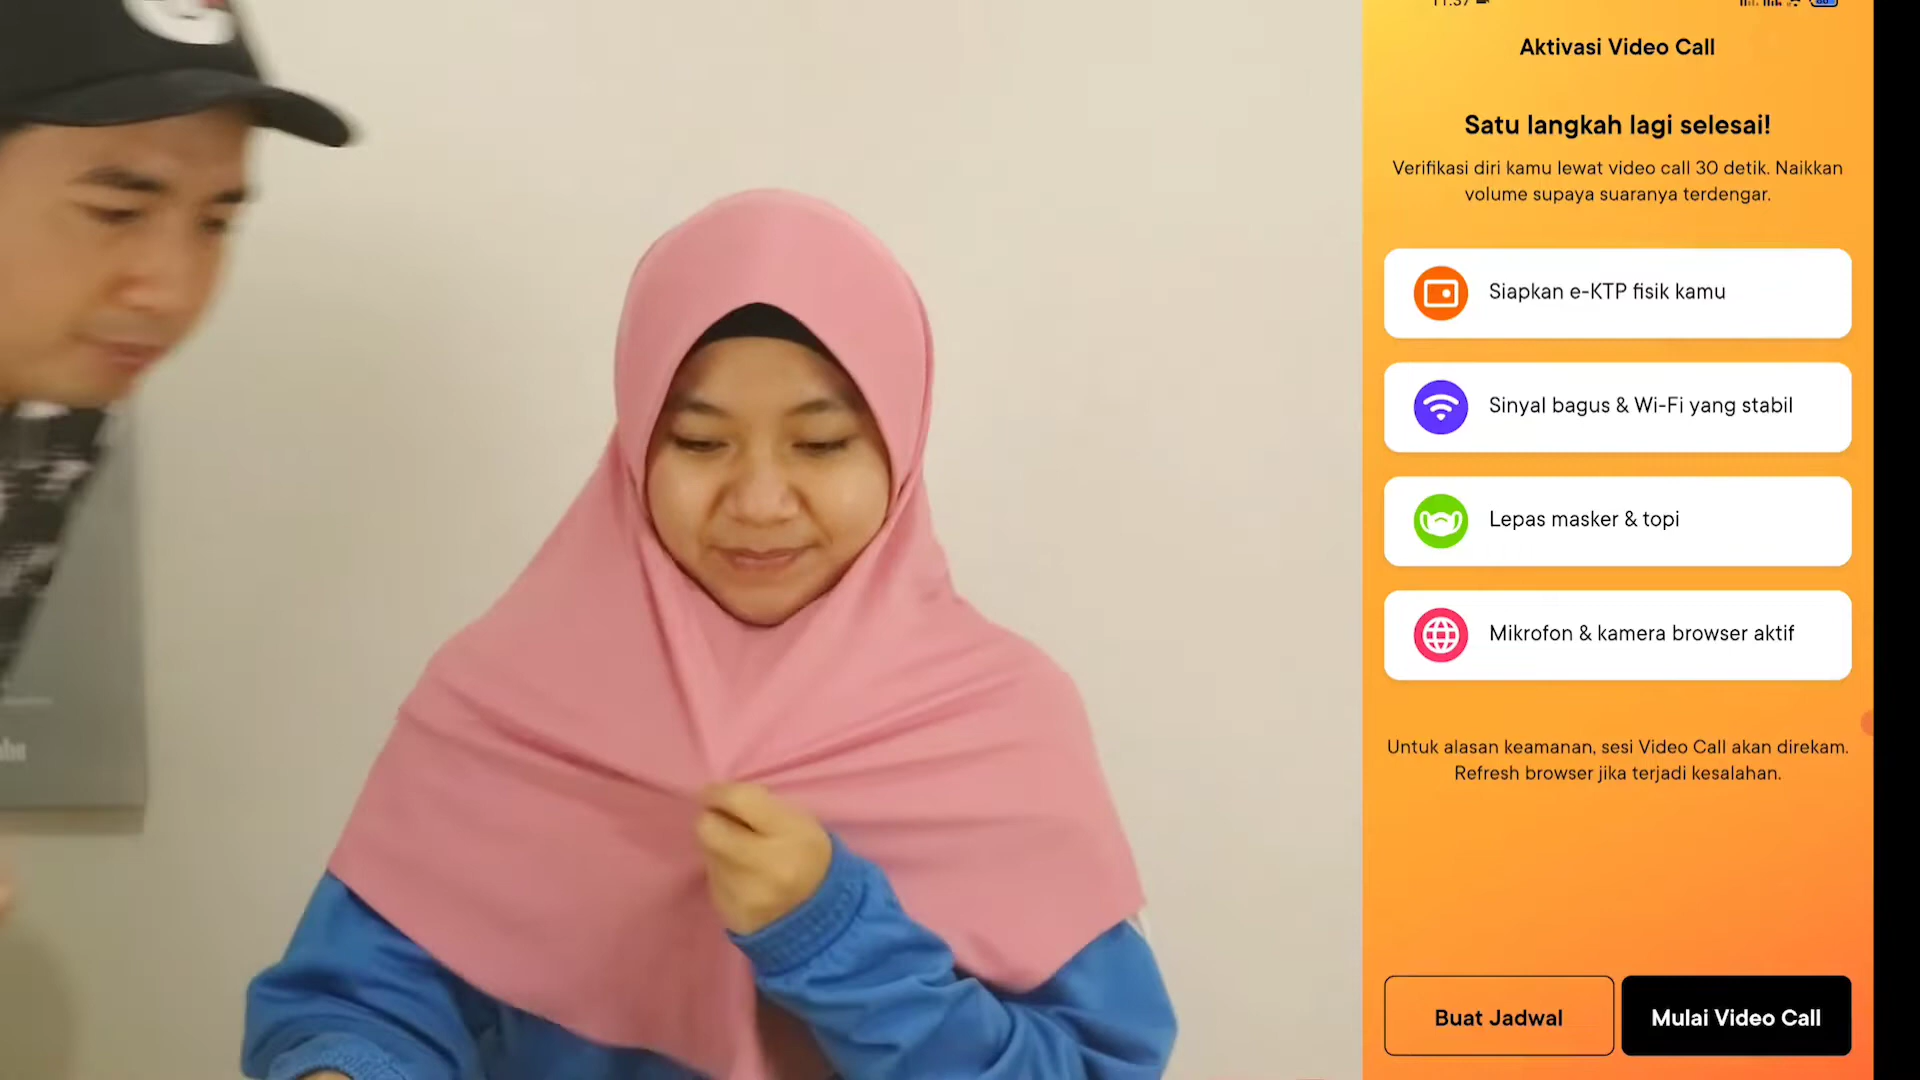 Aktivasi Video Call
Satu langkah lagi selesai!
Verifikasi diri kamu lewat video call 30 detik. Naikkan
volume supaya suaranya terdengar.
Siapkan e-KTP fisik kamu
Sinyal bagus & Wi-Fi yang stabil
Lepas masker & topi
Mikrofon & kamera browser aktif
Untuk alasan keamanan, sesi Video Call akan direkam.
Refresh browser jika terjadi kesalahan.
Buat Jadwal
Mulai Video Call